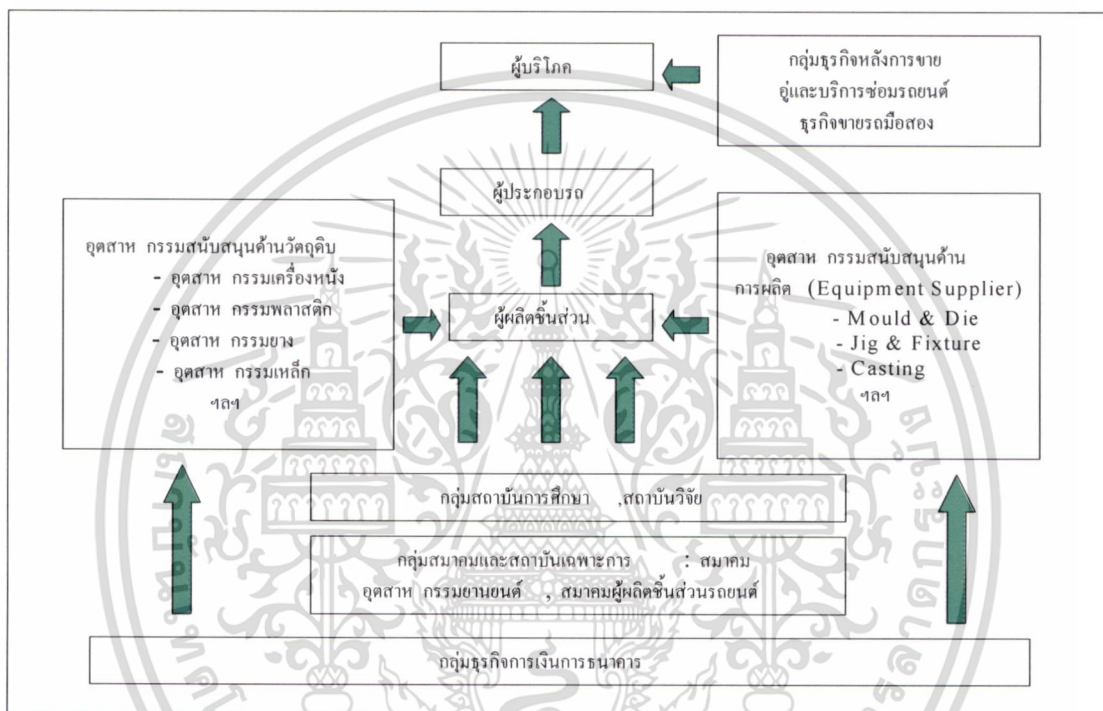 ผู้บริโภค
กลุ่มธุรกิจหลังการขาย
อู่และบริการซ่อมรถยนต์
ธุรกิจขายรถมือสอง
ผู้ประกอบรถ
อุตสาห กรรมสนับสนุนด้านวัตถุดิบ
- อุตสาห กรรมเครื่องหนัง
- อุตสาห กรรมพลาสติก
- อุตสาห กรรมยาง
- อุตสาห กรรมเหล็ก
ฯลฯ
ผู้ผลิตชิ้นส่วน
อุตสาห กรรมสนับสนุนด้าน
การผลิต (Equipment Supplier)
- Mould & Die
- Jig & Fixture
- Casting
ฯลฯ
กลุ่มสถาบันการศึกษา ,สถาบันวิจัย
กลุ่มสมาคมและสถาบันเฉพาะการ : สมาคม
อุตสาห กรรมยานยนต์ , สมาคมผู้ผลิตชิ้นส่วนรถยนต์
กลุ่มธุรกิจการเงินการธนาคาร